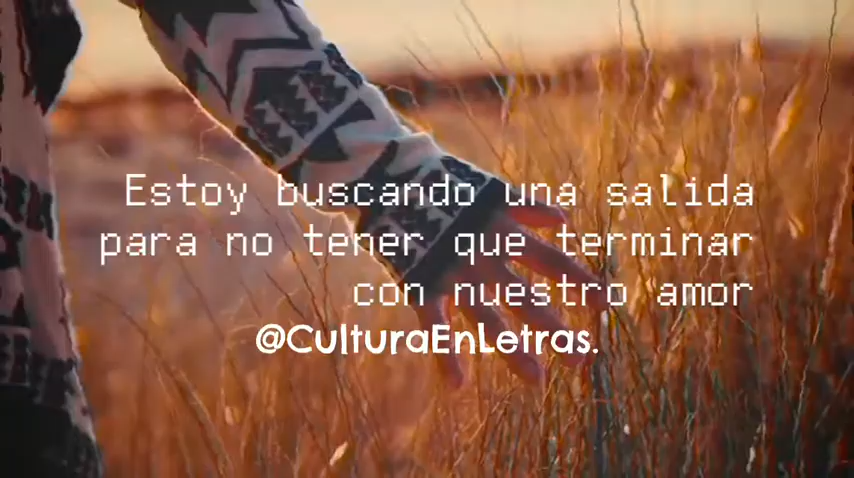 Estoy buscando una salida
para no tener que terminar
con nuestro amor
@CulturaEnLetras.